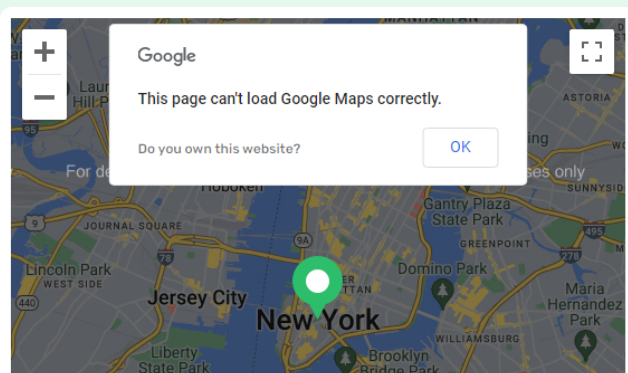 MANHATTAN
Google
This page can't load Google Maps correctly.
Do you own this website?
OK
ASTORIA
95
For de
ses only
SUNNYSID
Hoboken
Gantry Plaza
State Park
9
JOURNAL SQUARE
9A
495
78
GREENPOINT
278
Lincoln Park
WEST SIDE
Domino Park
Maria
Hernandez
Park
440
Jersey City
New York
WILLIAMSBURG
Liberty
State Park
Brooklyn
Bridge Park